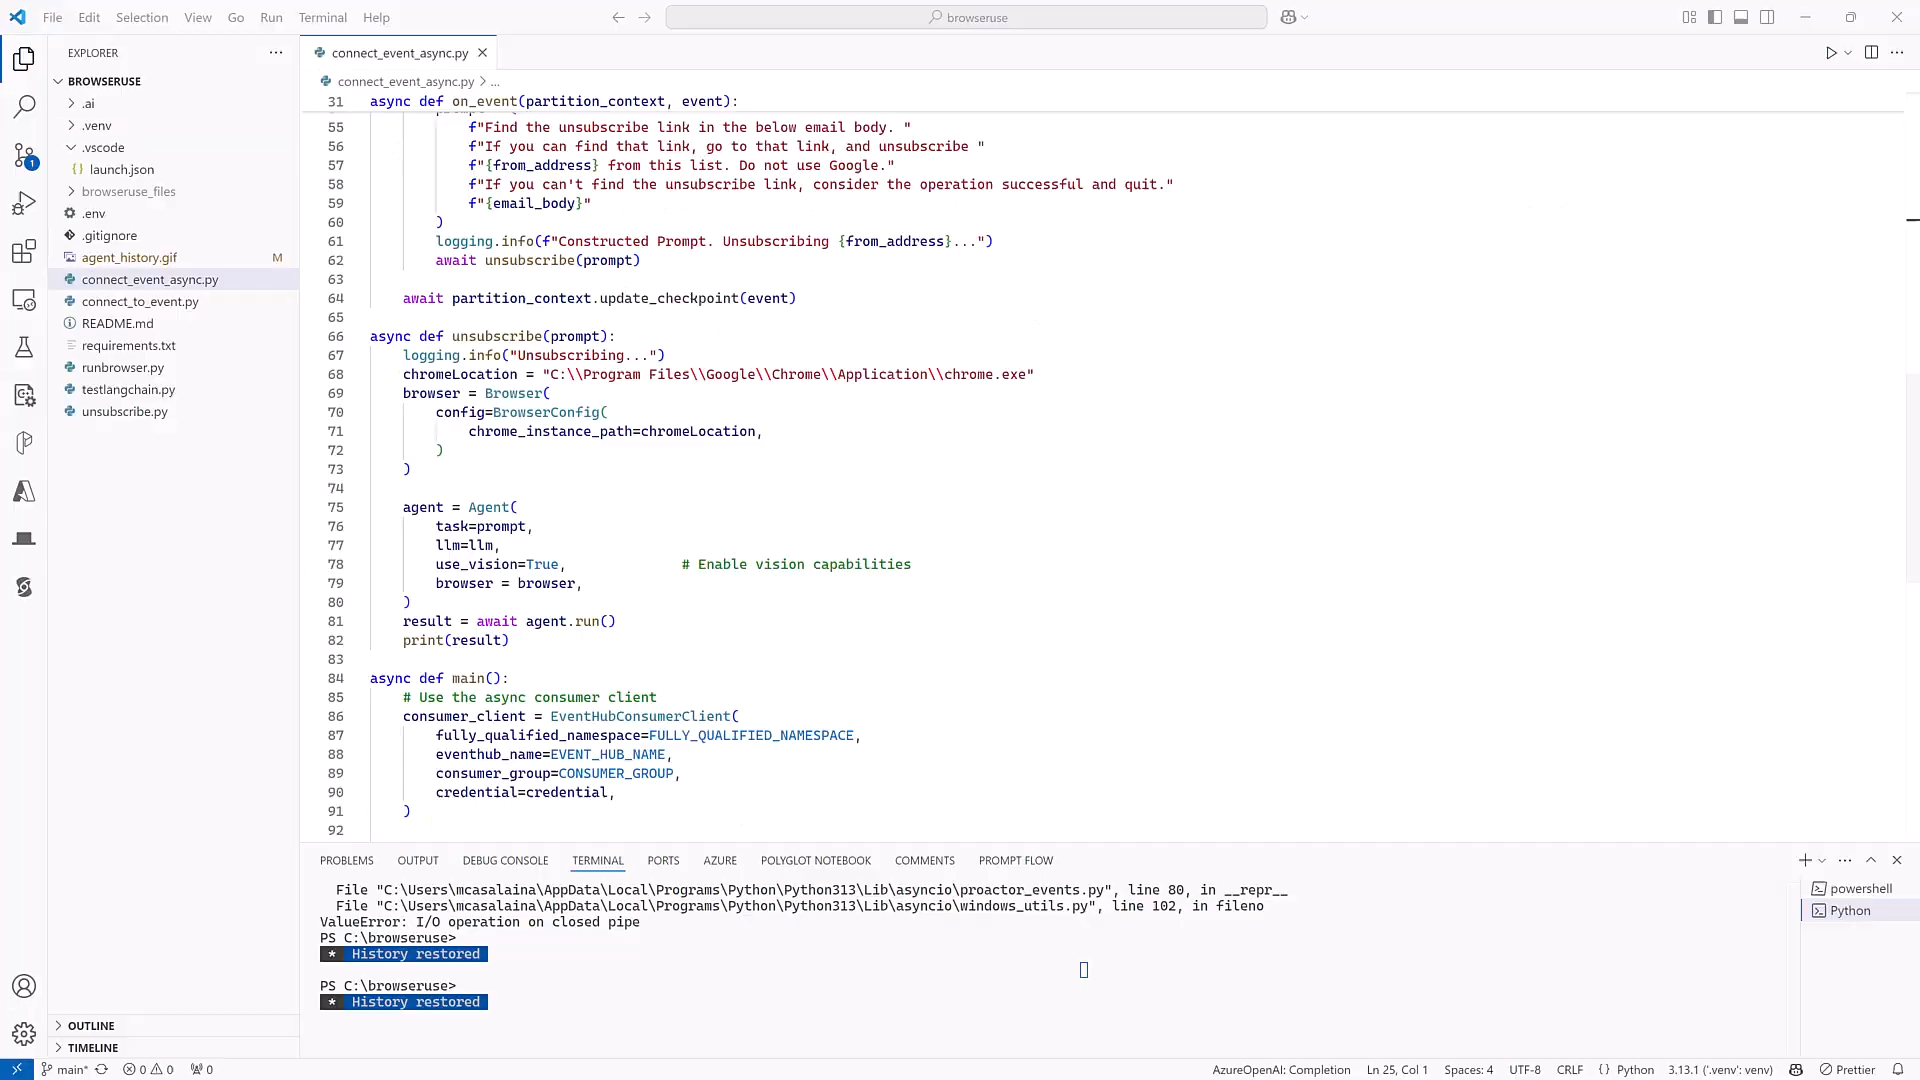 File Edit Selection View Go Run Terminal Help
browseruse
EXPLORER
BROWSERUSE
.ai
.venv
.vscode
{} launch.json
browseruse_files
.env
.gitignore
agent_history.gif M
connect_event_async.py
connect_to_event.py
README.md
requirements.txt
runbrowser.py
testlangchain.py
unsubscribe.py
OUTLINE
TIMELINE
1
connect_event_async.py
connect_event_async.py > ...
31 async def on_event(partition_context, event):
55 f"Find the unsubscribe link in the below email body. "
56 f"If you can find that link, go to that link, and unsubscribe "
57 f"{from_address} from this list. Do not use Google."
58 f"If you can't find the unsubscribe link, consider the operation successful and quit."
59 f"{email_body}"
60 )
61 logging.info(f"Constructed Prompt. Unsubscribing {from_address}...")
62 await unsubscribe(prompt)
63
64 await partition_context.update_checkpoint(event)
65
66 async def unsubscribe(prompt):
67 logging.info("Unsubscribing...")
68 chromeLocation = "C:\\Program Files\\Google\\Chrome\\Application\\chrome.exe"
69 browser = Browser(
70 config=BrowserConfig(
71 chrome_instance_path=chromeLocation,
72 )
73 )
74
75 agent = Agent(
76 task=prompt,
77 llm=llm,
78 use_vision=True, # Enable vision capabilities
79 browser = browser,
80 )
81 result = await agent.run()
82 print(result)
83
84 async def main():
85 # Use the async consumer client
86 consumer_client = EventHubConsumerClient(
87 fully_qualified_namespace=FULLY_QUALIFIED_NAMESPACE,
88 eventhub_name=EVENT_HUB_NAME,
89 consumer_group=CONSUMER_GROUP,
90 credential=credential,
91 )
92
PROBLEMS OUTPUT DEBUG CONSOLE TERMINAL PORTS AZURE POLYGLOT NOTEBOOK COMMENTS PROMPT FLOW
File "C:\Users\mcasalaina\AppData\Local\Programs\Python\Python313\Lib\asyncio\proactor_events.py", line 80, in __repr__
File "C:\Users\mcasalaina\AppData\Local\Programs\Python\Python313\Lib\asyncio\windows_utils.py", line 102, in fileno
ValueError: I/O operation on closed pipe
PS C:\browseruse>
* History restored
PS C:\browseruse>
* History restored
powershell
Python
main* 0 0 0 AzureOpenAI: Completion Ln 25, Col 1 Spaces: 4 UTF-8 CRLF {} Python 3.13.1 ('.venv': venv) Prettier